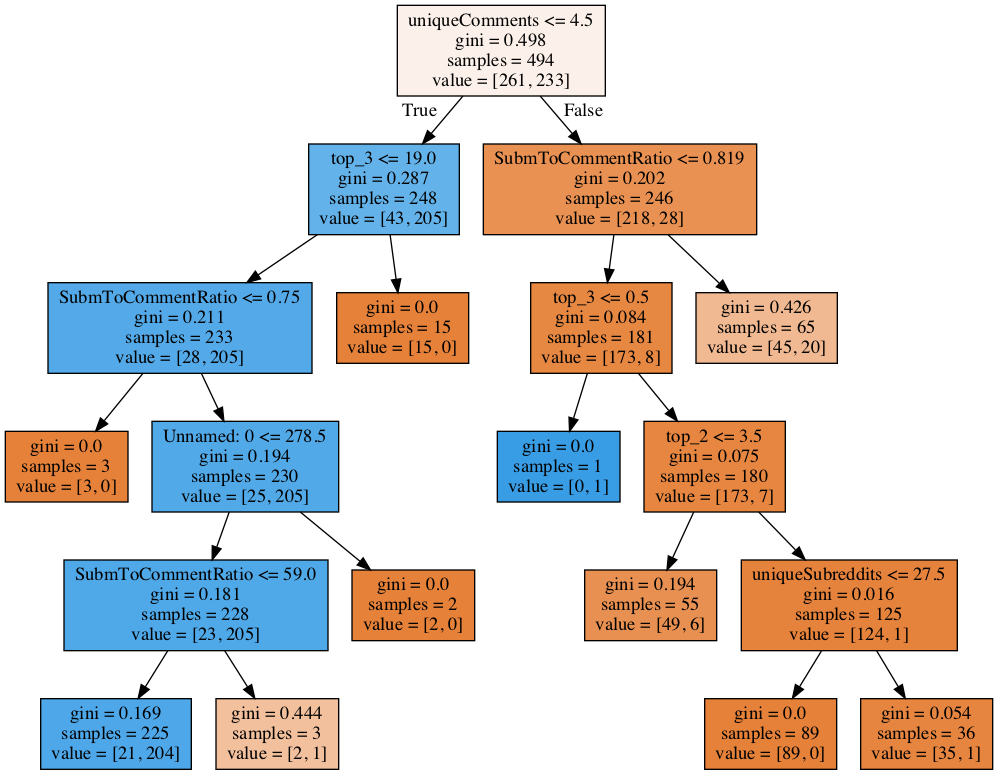 uniqueComments <= 4.5
gini = 0.498
samples = 494
value = [261, 233]
True
False
top_3 <= 19.0
gini = 0.287
samples = 248
value = [43, 205]
SubmToCommentRatio <= 0.819
gini = 0.202
samples = 246
value = [218, 28]
SubmToCommentRatio <= 0.75
gini = 0.211
samples = 233
value = [28, 205]
gini = 0.0
samples = 15
value = [15, 0]
top_3 <= 0.5
gini = 0.084
samples = 181
value = [173, 8]
gini = 0.426
samples = 65
value = [45, 20]
gini = 0.0
samples = 3
value = [3, 0]
Unnamed: 0 <= 278.5
gini = 0.194
samples = 230
value = [25, 205]
gini = 0.0
samples = 1
value = [0, 1]
top_2 <= 3.5
gini = 0.075
samples = 180
value = [173, 7]
SubmToCommentRatio <= 59.0
gini = 0.181
samples = 228
value = [23, 205]
gini = 0.0
samples = 2
value = [2, 0]
gini = 0.194
samples = 55
value = [49, 6]
uniqueSubreddits <= 27.5
gini = 0.016
samples = 125
value = [124, 1]
gini = 0.169
samples = 225
value = [21, 204]
gini = 0.444
samples = 3
value = [2, 1]
gini = 0.0
samples = 89
value = [89, 0]
gini = 0.054
samples = 36
value = [35, 1]